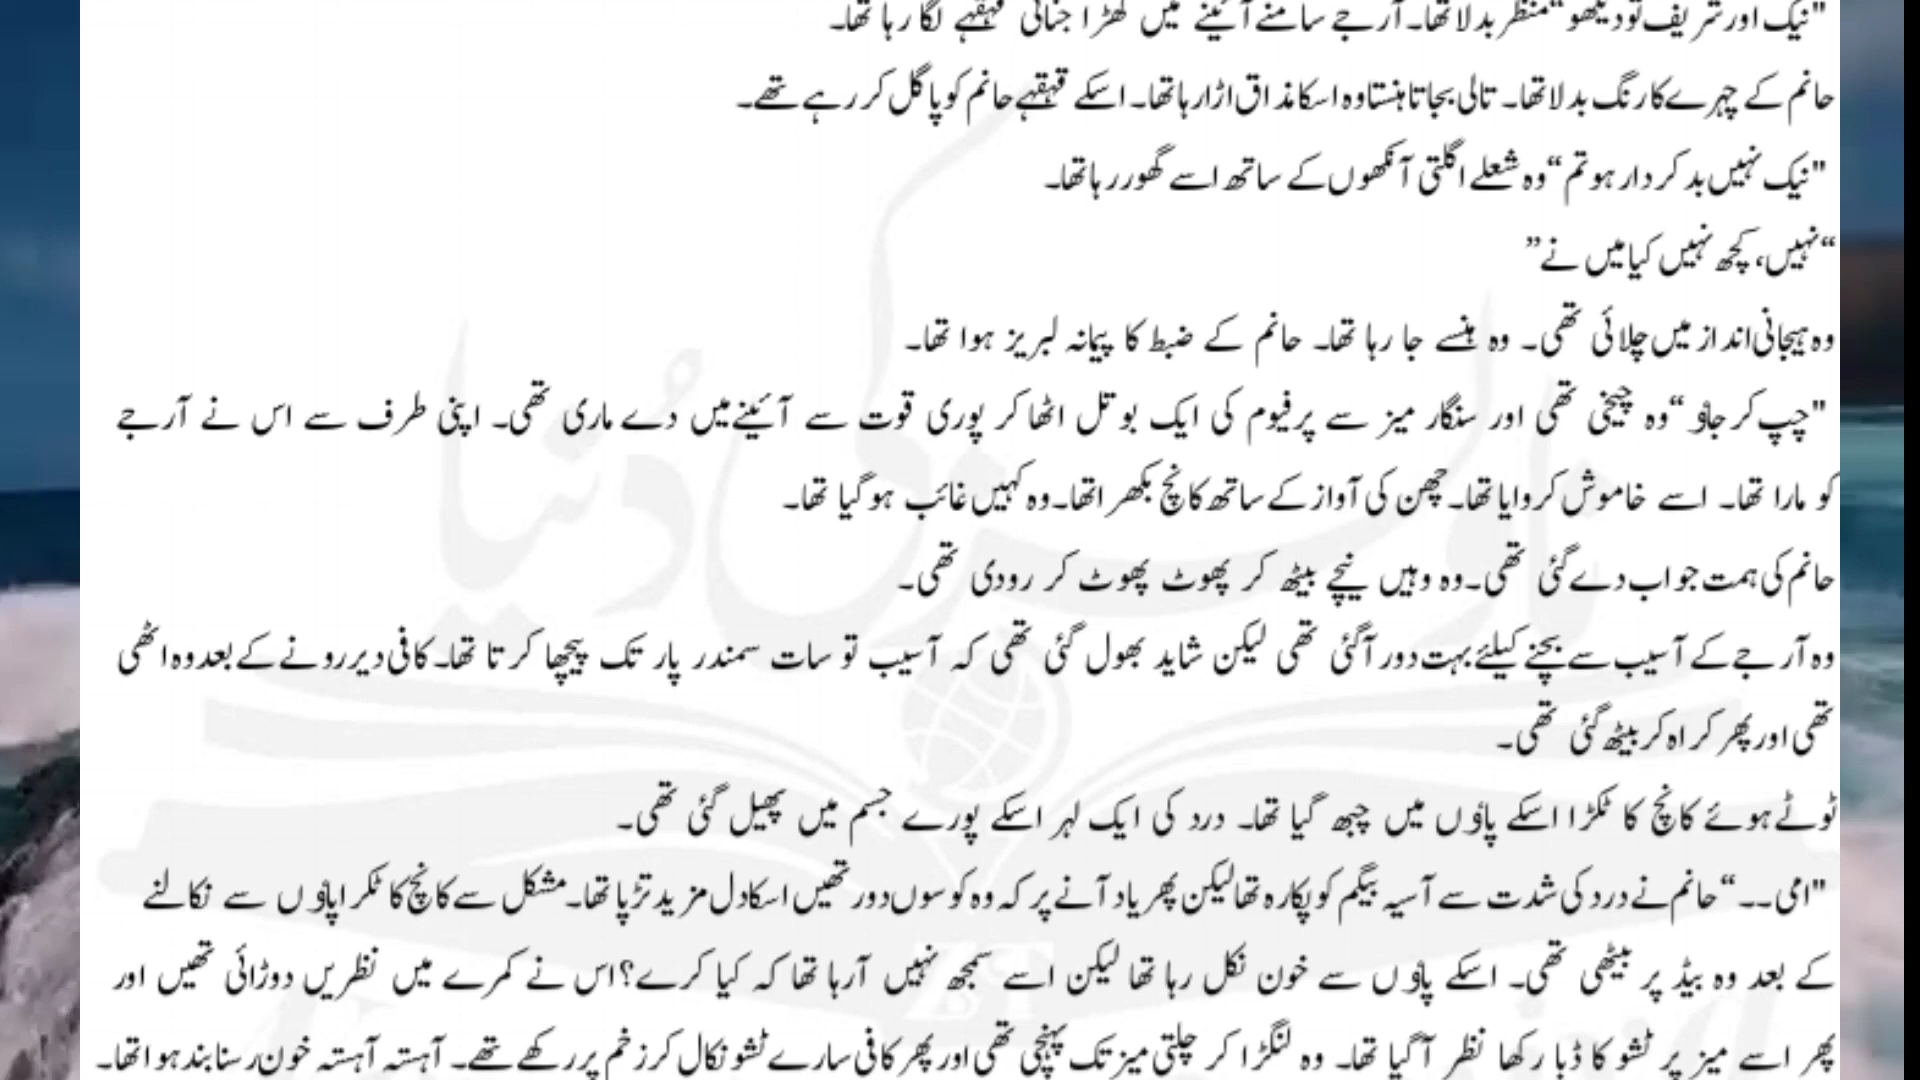 "نیک اور شریف تو دیکھو“ منظر بدلا تھا۔ آرجے سامنے آئینے میں کھڑا جناتی قہقہے لگا رہا تھا۔
حانم کے چہرے کا رنگ بدلا تھا۔ تالی بجاتا ہنستا وہ اسکا مذاق اڑا رہا تھا۔ اسکے قہقہے حانم کو پاگل کر رہے تھے۔
"نیک نہیں بد کردار ہو تم“ وہ شعلے اگلتی آنکھوں کے ساتھ اسے گھور رہا تھا۔
“نہیں، کچھ نہیں کیا میں نے”
وہ ہیجانی انداز میں چلائی تھی۔ وہ ہنسے جا رہا تھا۔ حانم کے ضبط کا پیمانہ لبریز ہوا تھا۔
"چپ کر جاؤ“ وہ چیخی تھی اور سنگار میز سے پرفیوم کی ایک بوتل اٹھا کر پوری قوت سے آئینے میں دے ماری تھی۔ اپنی طرف سے اس نے آرجے
کو مارا تھا۔ اسے خاموش کروایا تھا۔ چھن کی آواز کے ساتھ کانچ بکھرا تھا۔ وہ کہیں غائب ہو گیا تھا۔
حانم کی ہمت جواب دے گئی تھی۔ وہ وہیں نیچے بیٹھ کر پھوٹ پھوٹ کر رودی تھی۔
وہ آرجے کے آسیب سے بچنے کیلئے بہت دور آگئی تھی لیکن شاید بھول گئی تھی کہ آسیب تو سات سمندر پار تک پیچھا کرتا تھا۔ کافی دیر رونے کے بعد وہ اٹھی
تھی اور پھر کراہ کر بیٹھ گئی تھی۔
ٹوٹے ہوئے کانچ کا ٹکڑا اسکے پاؤں میں چبھ گیا تھا۔ درد کی ایک لہر اسکے پورے جسم میں پھیل گئی تھی۔
"امی۔۔“ حانم نے درد کی شدت سے آسیہ بیگم کو پکارہ تھا لیکن پھر یاد آنے پر کہ وہ کوسوں دور تھیں اسکا دل مزید تڑپا تھا۔ مشکل سے کانچ کا ٹکرا پاؤں سے نکالنے
کے بعد وہ بیڈ پر بیٹھی تھی۔ اسکے پاؤں سے خون نکل رہا تھا لیکن اسے سمجھ نہیں آرہا تھا کہ کیا کرے؟ اس نے کمرے میں نظریں دوڑائی تھیں اور
پھر اسے میز پر ٹشو کا ڈبا رکھا نظر آگیا تھا۔ وہ لنگڑا کر چلتی میز تک پہنچی تھی اور پھر کافی سارے ٹشو نکال کر زخم پر رکھے تھے۔ آہستہ آہستہ خون رسنا بند ہوا تھا۔
ناولز کی دُنیا